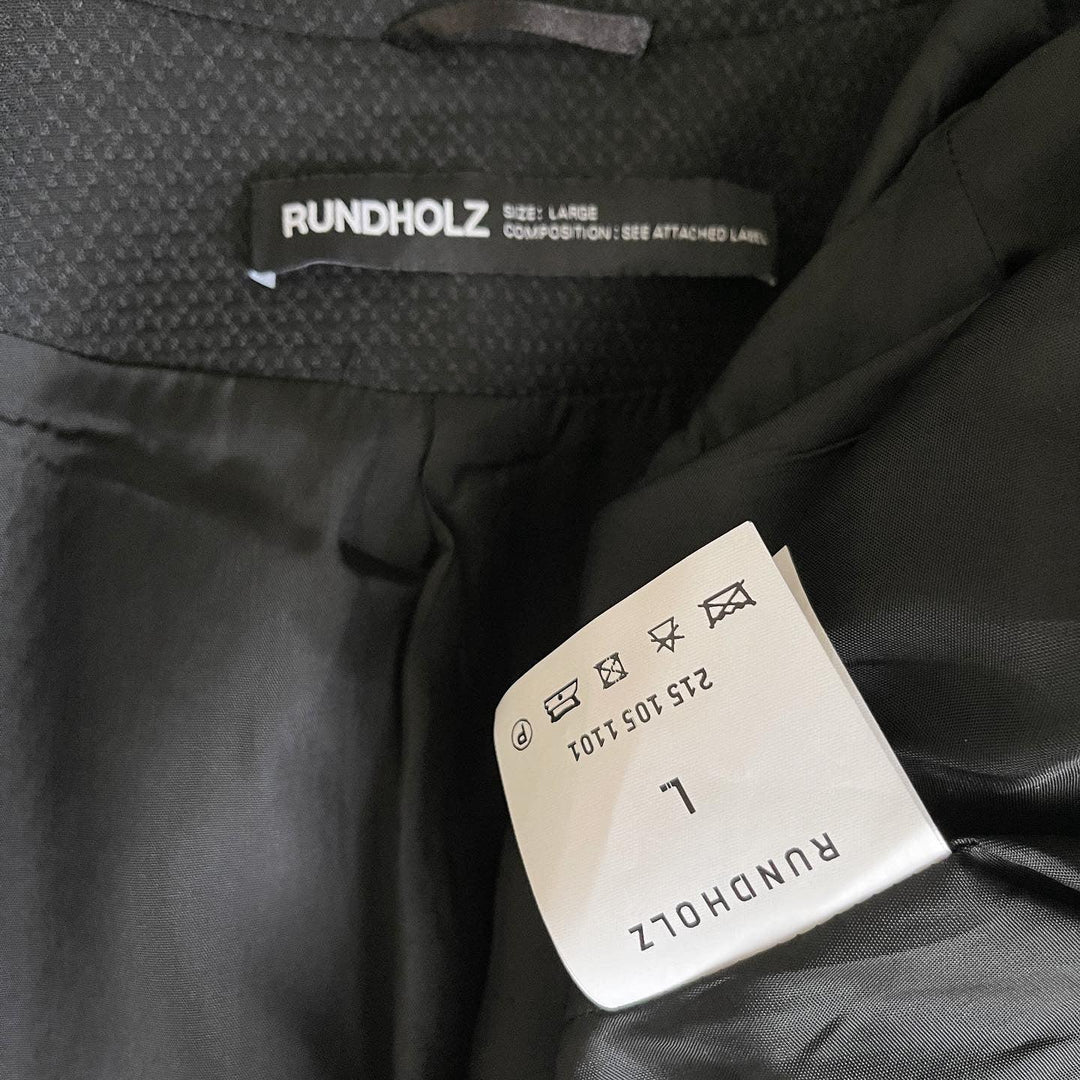 RUNDHOLZ
SIZE: LARGE
COMPOSITION: SEE ATTACHED LABEL
RUNDHOLZ
L
215 105 1101
P